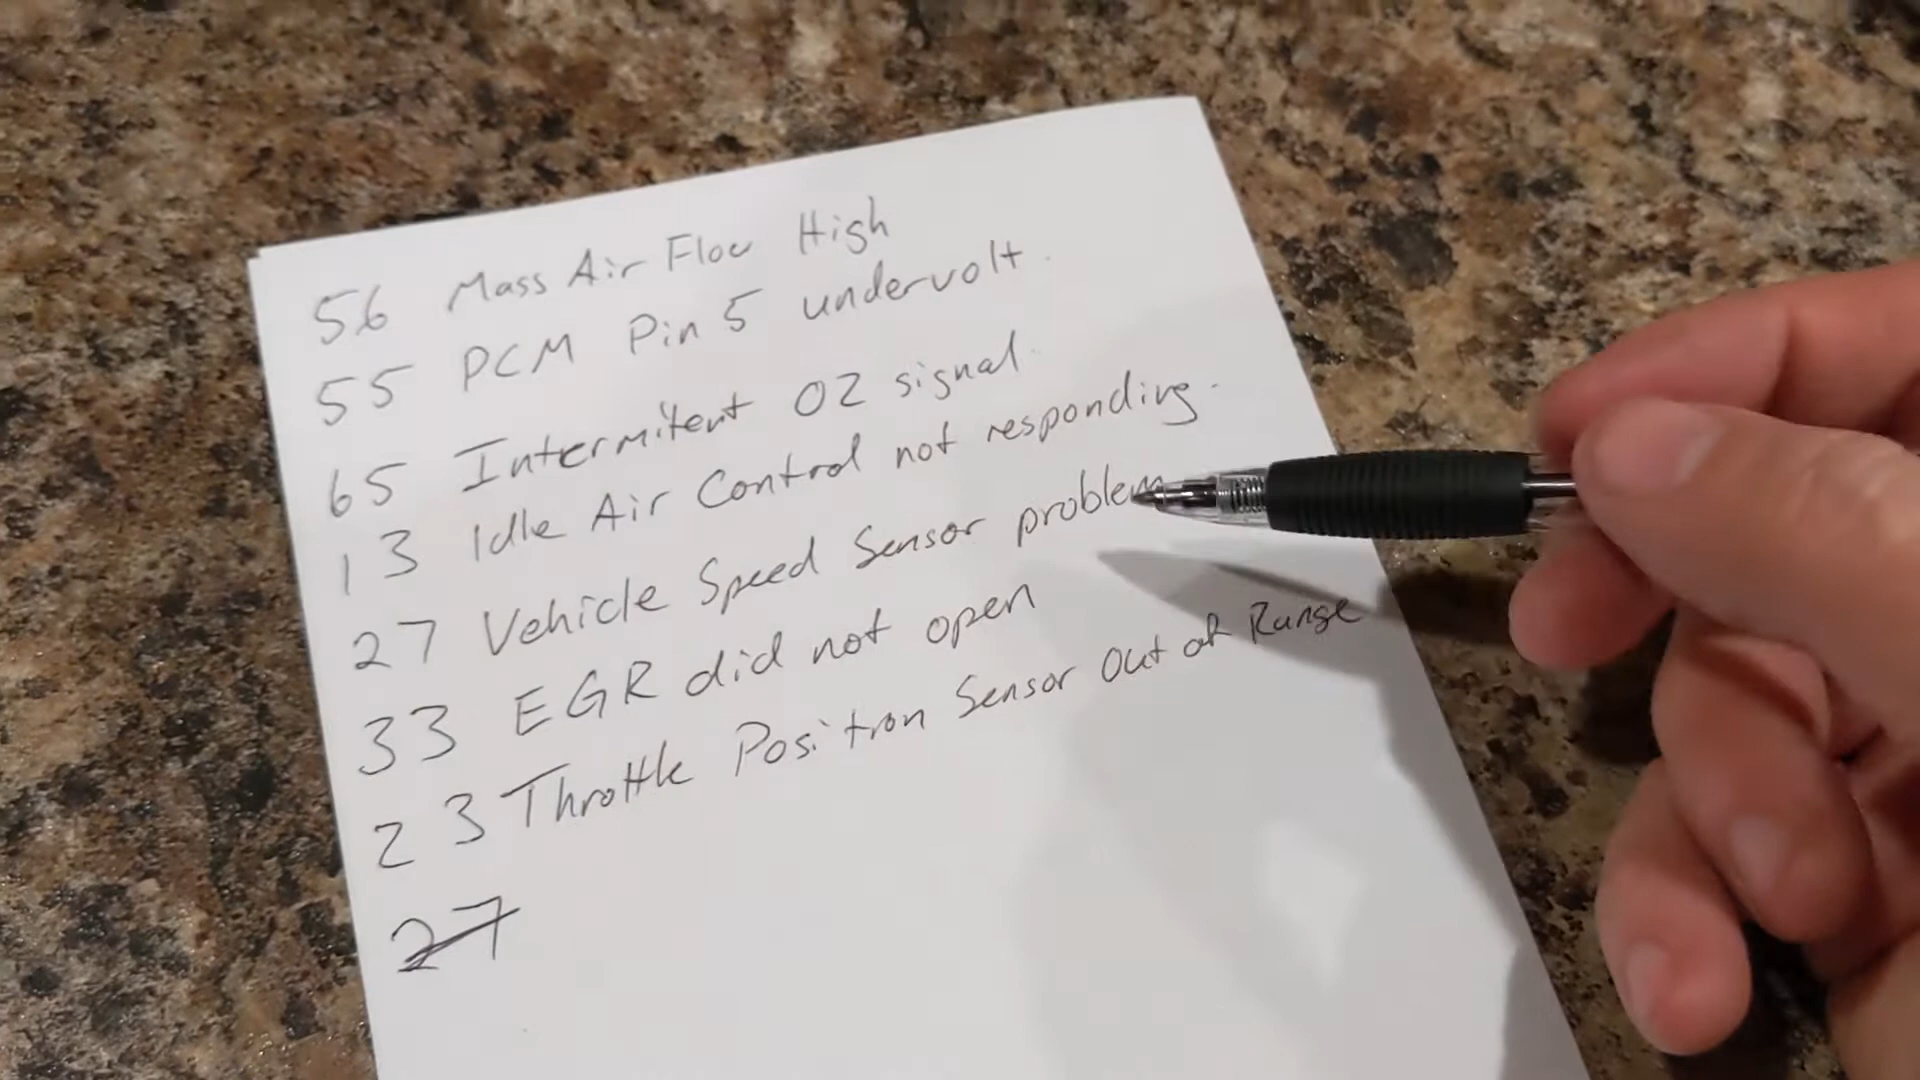 56 Mass Air Flow High
55 PCM Pin 5 undervolt.
65 Intermitent O2 signal.
13 Idle Air Control not responding.
27 Vehicle Speed Sensor problem
33 EGR did not open
23 Throttle Position Sensor Out of Range
27